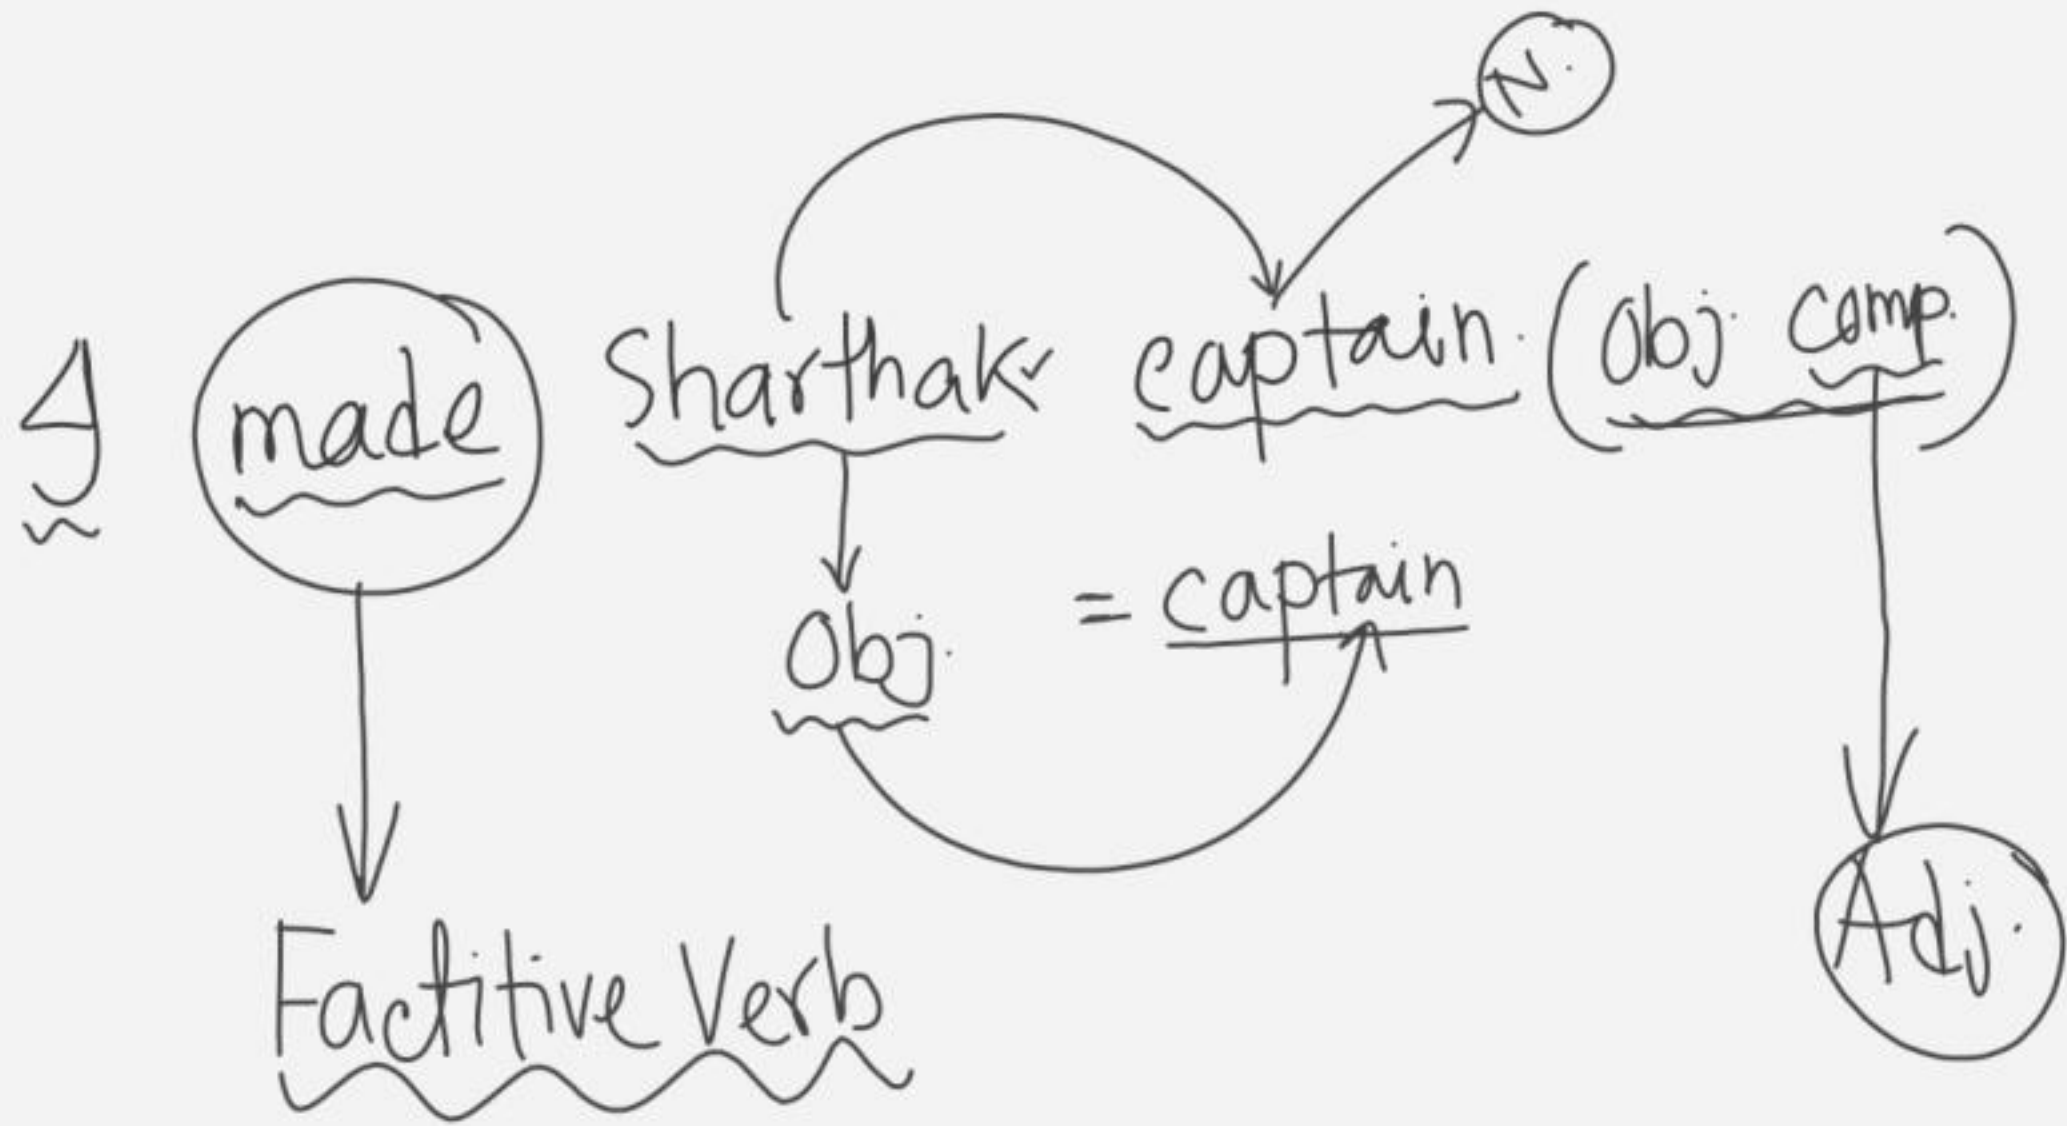 N.
I made Sharthak captain. (Obj. Comp.)
Obj. = captain
Adj.
Factitive Verb